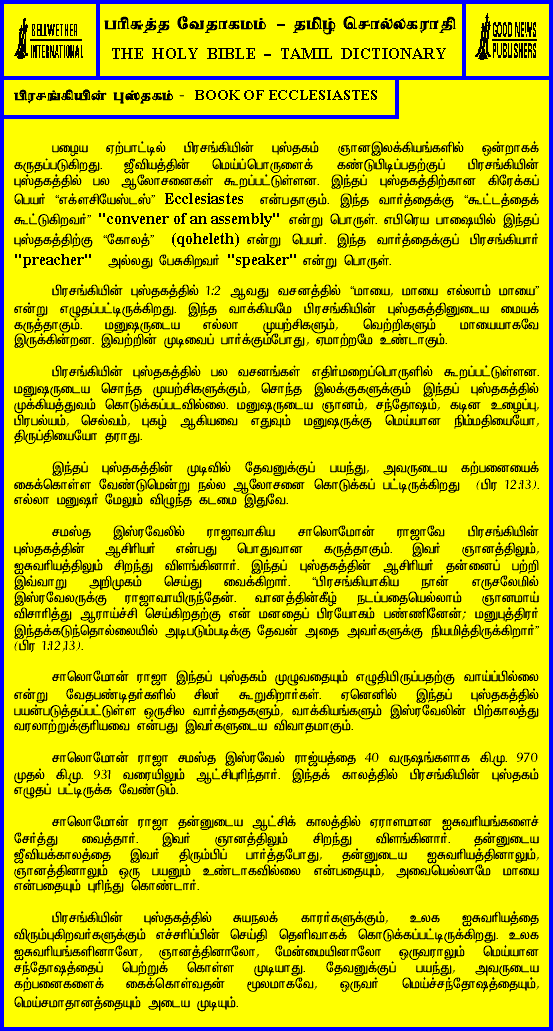 BELLWETHER
INTERNATIONAL
பரிசுத்த வேதாகமம் – தமிழ் சொல்லகராதி
THE HOLY BIBLE – TAMIL DICTIONARY
GOOD NEWS
PUBLISHERS
பிரசங்கியின் புஸ்தகம் - BOOK OF ECCLESIASTES
பழைய ஏற்பாட்டில் பிரசங்கியின் புஸ்தகம் ஞானஇலக்கியங்களில் ஒன்றாகக்
கருதப்படுகிறது. ஜீவியத்தின் மெய்ப்பொருளைக் கண்டுபிடிப்பதற்குப் பிரசங்கியின்
புஸ்தகத்தில் பல ஆலோசனைகள் கூறப்பட்டுள்ளன. இந்தப் புஸ்தகத்திற்கான கிரேக்கப்
பெயர் “எக்ளசியேஸ்டஸ்” Ecclesiastes என்பதாகும். இந்த வார்த்தைக்கு “கூட்டத்தைக்
கூட்டுகிறவர்” "convener of an assembly" என்று பொருள். எபிரெய பாஷையில் இந்தப்
புஸ்தகத்திற்கு “கோலத்” (qoheleth) என்று பெயர். இந்த வார்த்தைக்குப் பிரசங்கியார்
"preacher" அல்லது பேசுகிறவர் "speaker" என்று பொருள்.
பிரசங்கியின் புஸ்தகத்தில் 1:2 ஆவது வசனத்தில் “மாயை, மாயை எல்லாம் மாயை”
என்று எழுதப்பட்டிருக்கிறது. இந்த வாக்கியமே பிரசங்கியின் புஸ்தகத்தினுடைய மையக்
கருத்தாகும். மனுஷருடைய எல்லா முயற்சிகளும், வெற்றிகளும் மாயையாகவே
இருக்கின்றன. இவற்றின் முடிவைப் பார்க்கும்போது, ஏமாற்றமே உண்டாகும்.
பிரசங்கியின் புஸ்தகத்தில் பல வசனங்கள் எதிர்மறைப்பொருளில் கூறப்பட்டுள்ளன.
மனுஷருடைய சொந்த முயற்சிகளுக்கும், சொந்த இலக்குகளுக்கும் இந்தப் புஸ்தகத்தில்
முக்கியத்துவம் கொடுக்கப்படவில்லை. மனுஷருடைய ஞானம், சந்தோஷம், கடின உழைப்பு,
பிரபல்யம், செல்வம், புகழ் ஆகியவை எதுவும் மனுஷருக்கு மெய்யான நிம்மதியையோ,
திருப்தியையோ தராது.
இந்தப் புஸ்தகத்தின் முடிவில் தேவனுக்குப் பயந்து, அவருடைய கற்பனையைக்
கைக்கொள்ள வேண்டுமென்று நல்ல ஆலோசனை கொடுக்கப் பட்டிருக்கிறது (பிர 12:13).
எல்லா மனுஷர் மேலும் விழுந்த கடமை இதுவே.
சமஸ்த இஸ்ரவேலில் ராஜாவாகிய சாலொமோன் ராஜாவே பிரசங்கியின்
புஸ்தகத்தின் ஆசிரியர் என்பது பொதுவான கருத்தாகும். இவர் ஞானத்திலும்,
ஐசுவரியத்திலும் சிறந்து விளங்கினார். இந்தப் புஸ்தகத்தின் ஆசிரியர் தன்னைப் பற்றி
இவ்வாறு அறிமுகம் செய்து வைக்கிறார். “பிரசங்கியாகிய நான் எருசலேமில்
இஸ்ரவேலருக்கு ராஜாவாயிருந்தேன். வானத்தின்கீழ் நடப்பதையெல்லாம் ஞானமாய்
விசாரித்து ஆராய்ச்சி செய்கிறதற்கு என் மனதைப் பிரயோகம் பண்ணினேன்; மனுபுத்திரர்
இந்தக்கடுந்தொல்லையில் அடிபடும்படிக்கு தேவன் அதை அவர்களுக்கு நியமித்திருக்கிறார்”
(பிர 1:12,13).
சாலொமோன் ராஜா இந்தப் புஸ்தகம் முழுவதையும் எழுதியிருப்பதற்கு வாய்ப்பில்லை
என்று வேதபண்டிதர்களில் சிலர் கூறுகிறார்கள். ஏனெனில் இந்தப் புஸ்தகத்தில்
பயன்படுத்தப்பட்டுள்ள ஒருசில வார்த்தைகளும், வாக்கியங்களும் இஸ்ரவேலின் பிற்காலத்து
வரலாற்றுக்குரியவை என்பது இவர்களுடைய விவாதமாகும்.
சாலொமோன் ராஜா சமஸ்த இஸ்ரவேல் ராஜ்யத்தை 40 வருஷங்களாக கி.மு. 970
முதல் கி.மு. 931 வரையிலும் ஆட்சிபுரிந்தார். இந்தக் காலத்தில் பிரசங்கியின் புஸ்தகம்
எழுதப் பட்டிருக்க வேண்டும்.
சாலொமோன் ராஜா தன்னுடைய ஆட்சிக் காலத்தில் ஏராளமான ஐசுவரியங்களைச்
சேர்த்து வைத்தார். இவர் ஞானத்திலும் சிறந்து விளங்கினார். தன்னுடைய
ஜீவியக்காலத்தை இவர் திரும்பிப் பார்த்தபோது, தன்னுடைய ஐசுவரியத்தினாலும்,
ஞானத்தினாலும் ஒரு பயனும் உண்டாகவில்லை என்பதையும், அவையெல்லாமே மாயை
என்பதையும் புரிந்து கொண்டார்.
பிரசங்கியின் புஸ்தகத்தில் சுயநலக் காரர்களுக்கும், உலக ஐசுவரியத்தை
விரும்புகிறவர்களுக்கும் எச்சரிப்பின் செய்தி தெளிவாகக் கொடுக்கப்பட்டிருக்கிறது. உலக
ஐசுவரியங்களினாலோ, ஞானத்தினாலோ, மேன்மையினாலோ ஒருவராலும் மெய்யான
சந்தோஷத்தைப் பெற்றுக் கொள்ள முடியாது. தேவனுக்குப் பயந்து, அவருடைய
கற்பனைகளைக் கைக்கொள்வதன் மூலமாகவே, ஒருவர் மெய்ச்சந்தோஷத்தையும்,
மெய்சமாதானத்தையும் அடைய முடியும்.